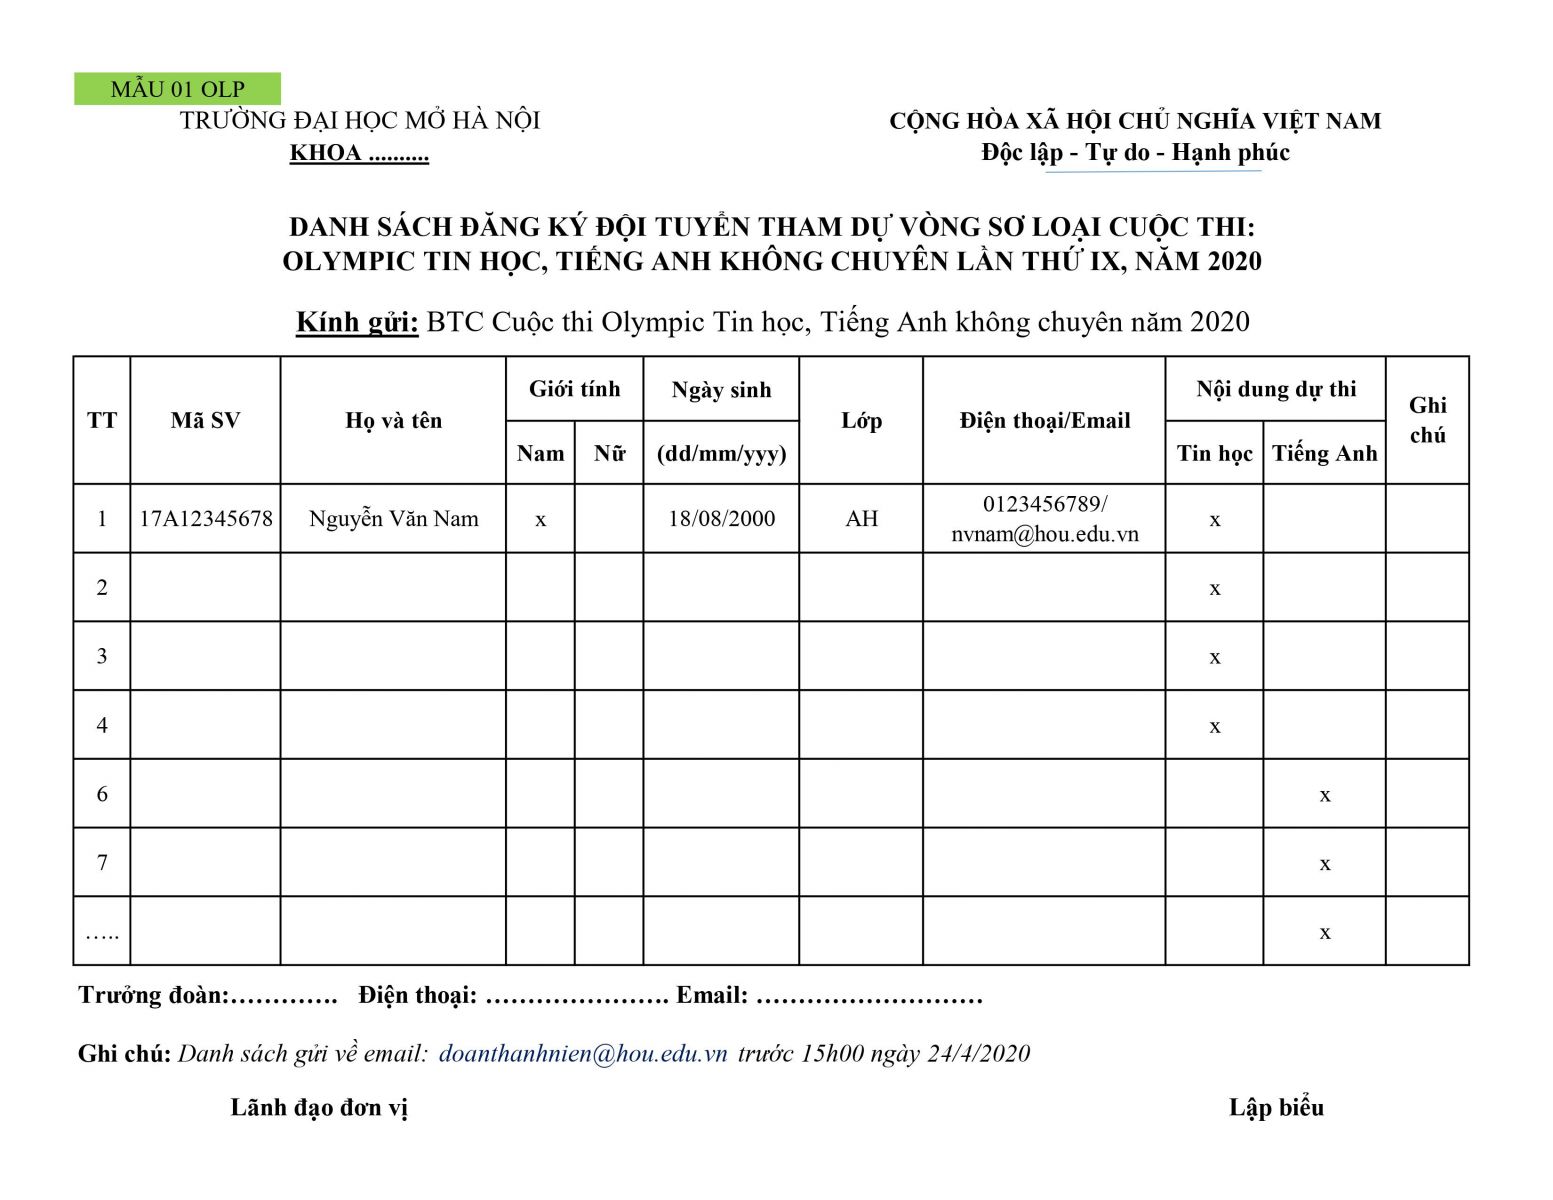 MẪU 01 OLP
TRƯỜNG ĐẠI HỌC MỞ HÀ NỘI
KHOA ..........
CỘNG HÒA XÃ HỘI CHỦ NGHĨA VIỆT NAM
Độc lập - Tự do - Hạnh phúc
DANH SÁCH ĐĂNG KÝ ĐỘI TUYỂN THAM DỰ VÒNG SƠ LOẠI CUỘC THI:
OLYMPIC TIN HỌC, TIẾNG ANH KHÔNG CHUYÊN LẦN THỨ IX, NĂM 2020
Kính gửi: BTC Cuộc thi Olympic Tin học, Tiếng Anh không chuyên năm 2020
TT Mã SV Họ và tên Giới tính Ngày sinh Lớp Điện thoại/Email Nội dung dự thi Ghi chú
Nam Nữ (dd/mm/yyy) Tin học Tiếng Anh
1 17A12345678 Nguyễn Văn Nam x 18/08/2000 AH 0123456789/ x
nvnam@hou.edu.vn
2 x
3 x
4 x
6 x
7 x
….. x
Trưởng đoàn:…………. Điện thoại: …………………. Email: ………………………
Ghi chú: Danh sách gửi về email: doanthanhnien@hou.edu.vn trước 15h00 ngày 24/4/2020
Lãnh đạo đơn vị Lập biểu